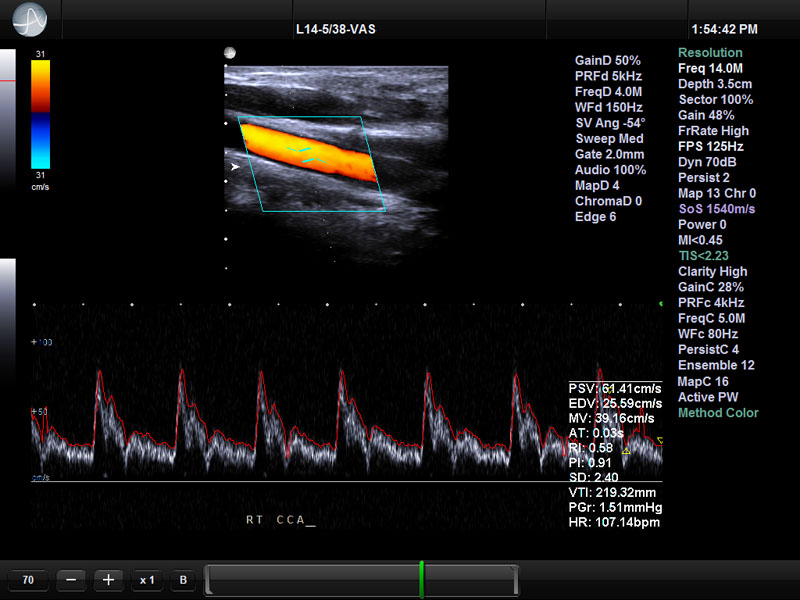 L14-5/38-VAS
1:54:42 PM
31
31
cm/s
GainD 50%
PRFd 5kHz
FreqD 4.0M
WFd 150Hz
SV Ang -54°
Sweep Med
Gate 2.0mm
Audio 100%
MapD 4
ChromaD 0
Edge 6
Resolution
Freq 14.0M
Depth 3.5cm
Sector 100%
Gain 48%
FrRate High
FPS 125Hz
Dyn 70dB
Persist 2
Map 13 Chr 0
SoS 1540m/s
Power 0
MI<0.45
TIS<2.23
Clarity High
GainC 28%
PRFc 4kHz
FreqC 5.0M
WFc 80Hz
PersistC 4
Ensemble 12
MapC 16
Active PW
Method Color
+100
+50
cm/s
PSV: 61.41cm/s
EDV: 25.59cm/s
MV: 39.16cm/s
AT: 0.03s
RI: 0.58
PI: 0.91
SD: 2.40
VTI: 219.32mm
PGr: 1.51mmHg
HR: 107.14bpm
RT CCA_
70
−
+
x 1
B